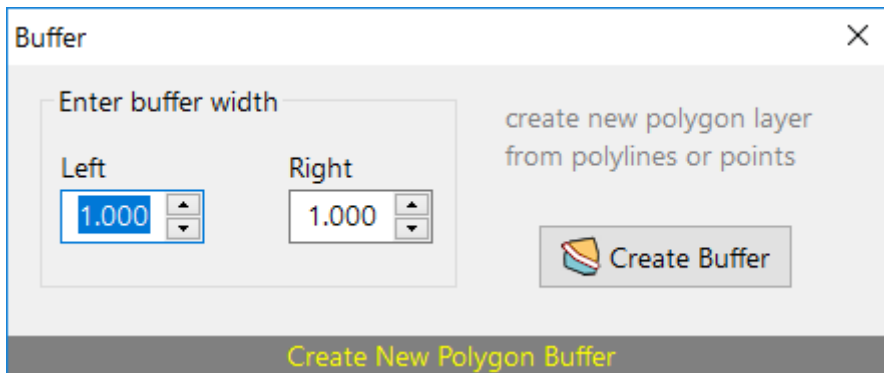 Buffer
Enter buffer width
create new polygon layer
from polylines or points
Left
Right
1.000
1.000
Create Buffer
Create New Polygon Buffer